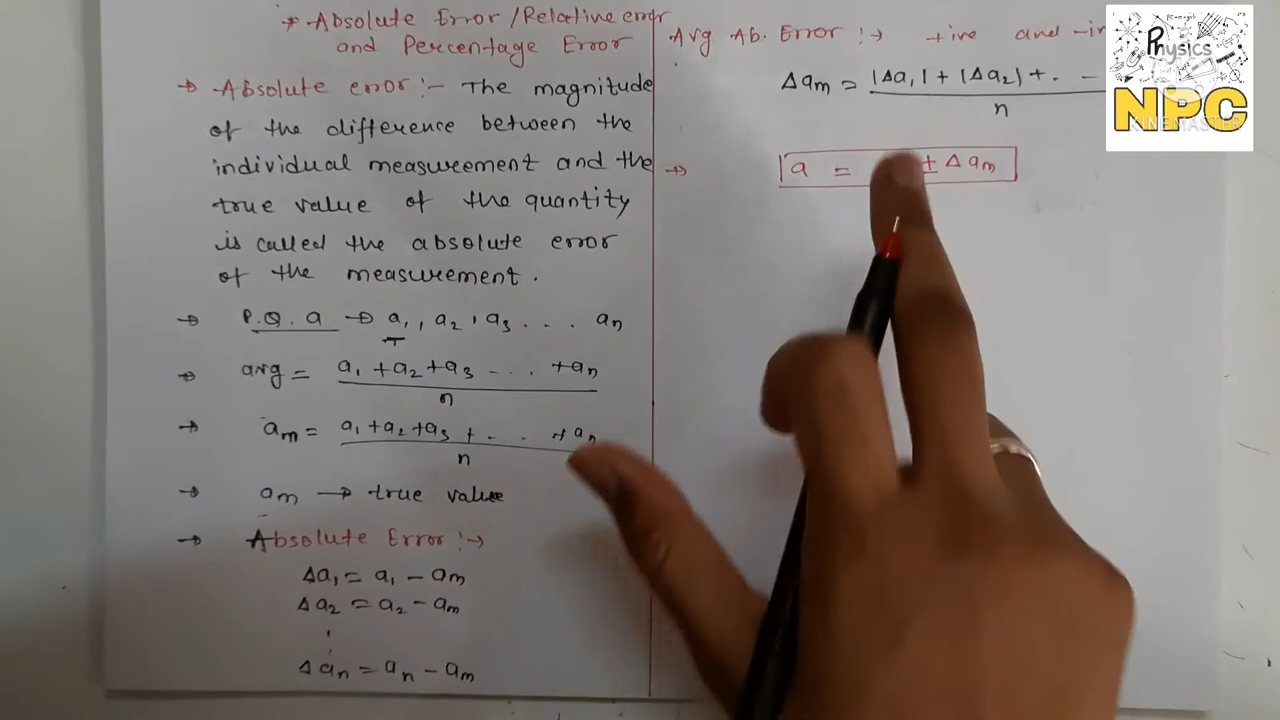 * Absolute Error / Relative error
and Percentage Error
→ Absolute error :- The magnitude
of the difference between the
individual measurement and the
true value of the quantity
is called the absolute error
of the measurement.
→ P.Q. a → a₁, a₂, a₃ . . . aₙ
→ avg = a₁ + a₂ + a₃ - . . . + aₙ / n
→ aₘ = a₁ + a₂ + a₃ + - . . + aₙ / n
→ aₘ → true value
→ Absolute Error :→
Δa₁ = a₁ - aₘ
Δa₂ = a₂ - aₘ
⋮
Δaₙ = aₙ - aₘ
Avg Ab. Error :→ +ive and -i
Δaₘ = |Δa₁| + |Δa₂| + . - / n
→ a = ± Δaₘ
Physics
NPC
KINEMASTER